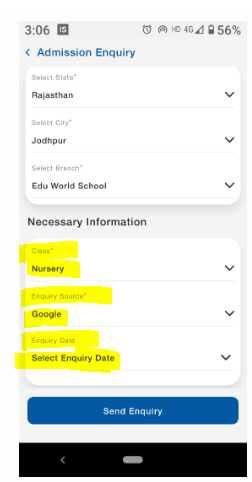 3:06 IS HD 4G 56%
< Admission Enquiry
Select State*
Rajasthan
Select City*
Jodhpur
Select Branch*
Edu World School
Necessary Information
Class*
Nursery
Enquiry Source*
Google
Enquiry Date
Select Enquiry Date
Send Enquiry